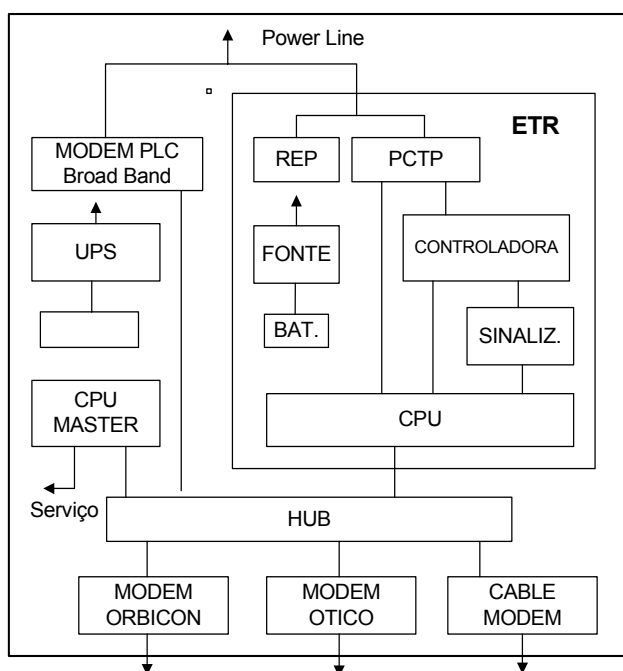 Power Line
ETR
MODEM PLC
Broad Band
REP
PCTP
UPS
FONTE
CONTROLADORA
BAT.
SINALIZ.
CPU
MASTER
CPU
Serviço
HUB
MODEM
ORBICON
MODEM
OTICO
CABLE
MODEM